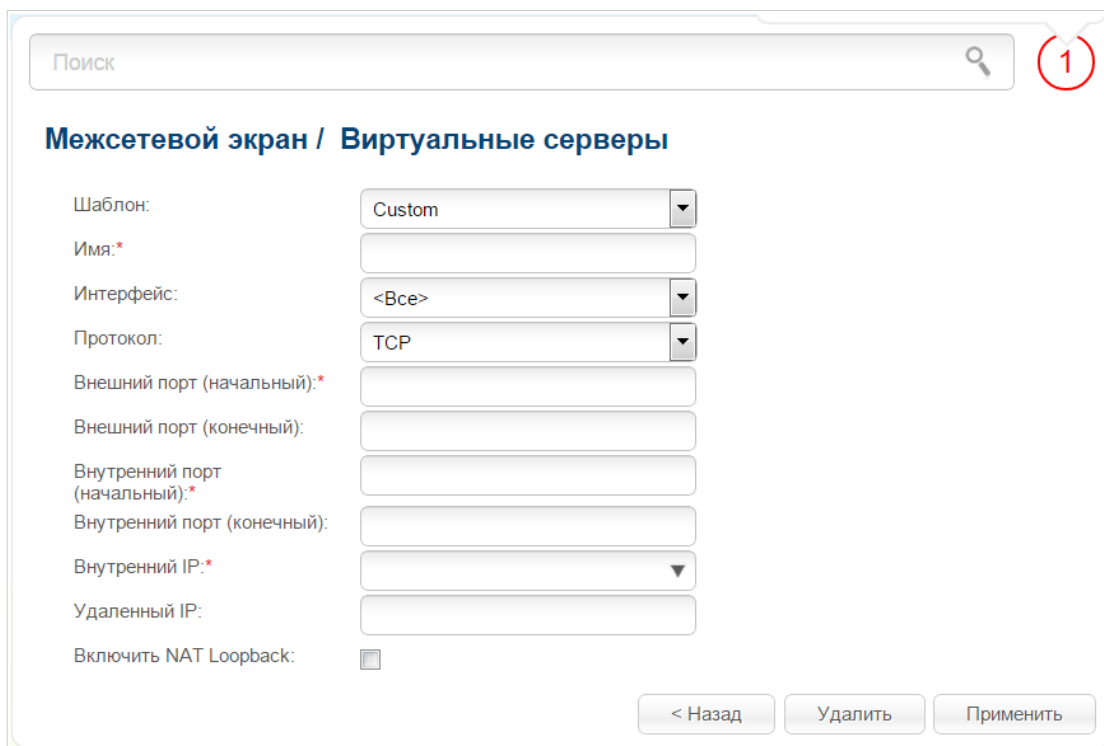 Поиск
1
Межсетевой экран / Виртуальные серверы
Шаблон:
Custom
Имя:*
Интерфейс:
<Все>
Протокол:
TCP
Внешний порт (начальный):*
Внешний порт (конечный):
Внутренний порт
(начальный):*
Внутренний порт (конечный):
Внутренний IP:*
Удаленный IP:
Включить NAT Loopback:
< Назад
Удалить
Применить